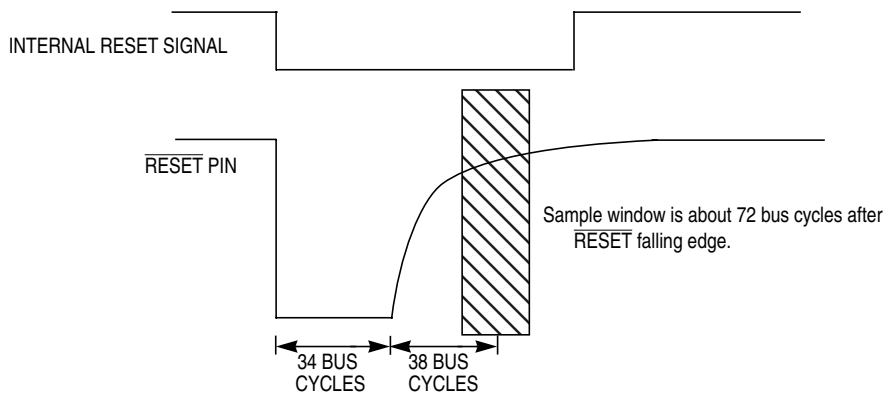 INTERNAL RESET SIGNAL
RESET PIN
Sample window is about 72 bus cycles after
RESET falling edge.
34 BUS
CYCLES
38 BUS
CYCLES